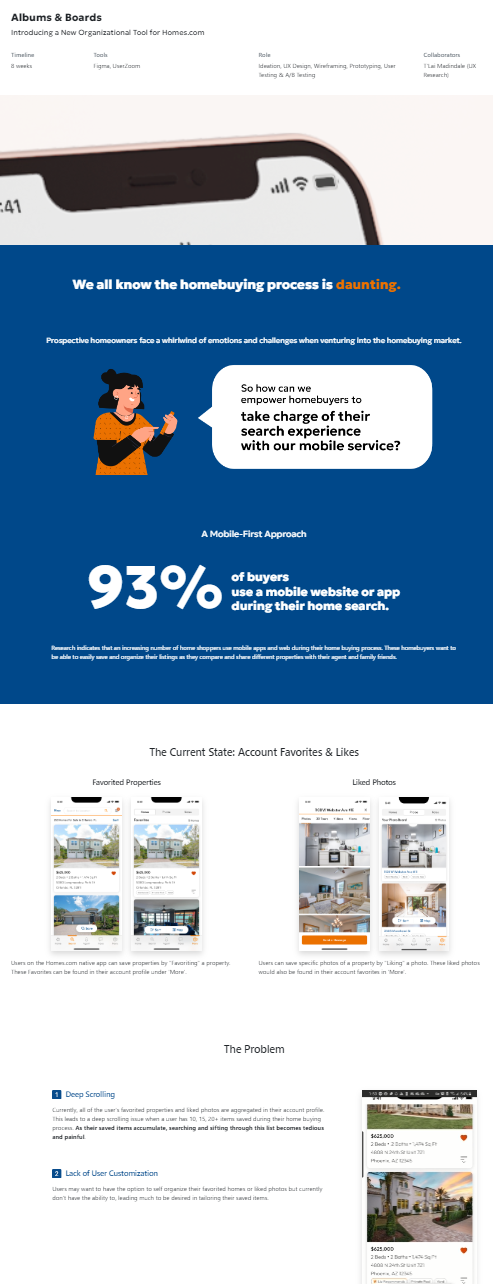 Albums & Boards
Introducing a New Organizational Tool for Homes.com
Timeline
8 weeks
Tools
Figma, UserZoom
Role
Ideation, UX Design, Wireframing, Prototyping, User
Testing & A/B Testing
Collaborators
(UX
Research)
:41
We all know the homebuying process is daunting.
Prospective homeowners face a whirlwind of emotions and challenges when venturing into the homebuying market.
So how can we
empower homebuyers to
take charge of their
search experience
with our mobile service?
A Mobile-First Approach
93%
of buyers
use a mobile website or app
during their home search.
Research indicates that an increasing number of home shoppers use mobile apps and web during their home buying process. These homebuyers want to
be able to easily save and organize their listings as they compare and share different properties with their agent and family friends.
The Current State: Account Favorites & Likes
Favorited Properties
Liked Photos
Users on the Homes.com native app can save properties by "Favoriting" a property.
These favorites can be found in their account profile under 'More'.
Users can save specific photos of a property by "Liking" a photo. These liked photos
would also be found in their account favorites in 'More'.
The Problem
1 Deep Scrolling
Currently, all of the user's favorited properties and liked photos are aggregated in their account profile.
This leads to a deep scrolling issue when a user has 10, 15, 20+ items saved during their home buying
process. As their saved items accumulate, searching and sifting through this list becomes tedious
and painful.
2 Lack of User Customization
Users may want to have the option to self organize their favorited homes or liked photos but currently
don't have the ability to, leading much to be desired in tailoring their saved items.
$625,000
2 Beds • 2 Baths • 1,474 Sq Ft
4808 N 24th St Unit 721
Phoenix, AZ 32345
$625,000
2 Beds • 2 Baths • 1,474 Sq Ft
4808 N 24th St Unit 721
Phoenix, AZ 32345